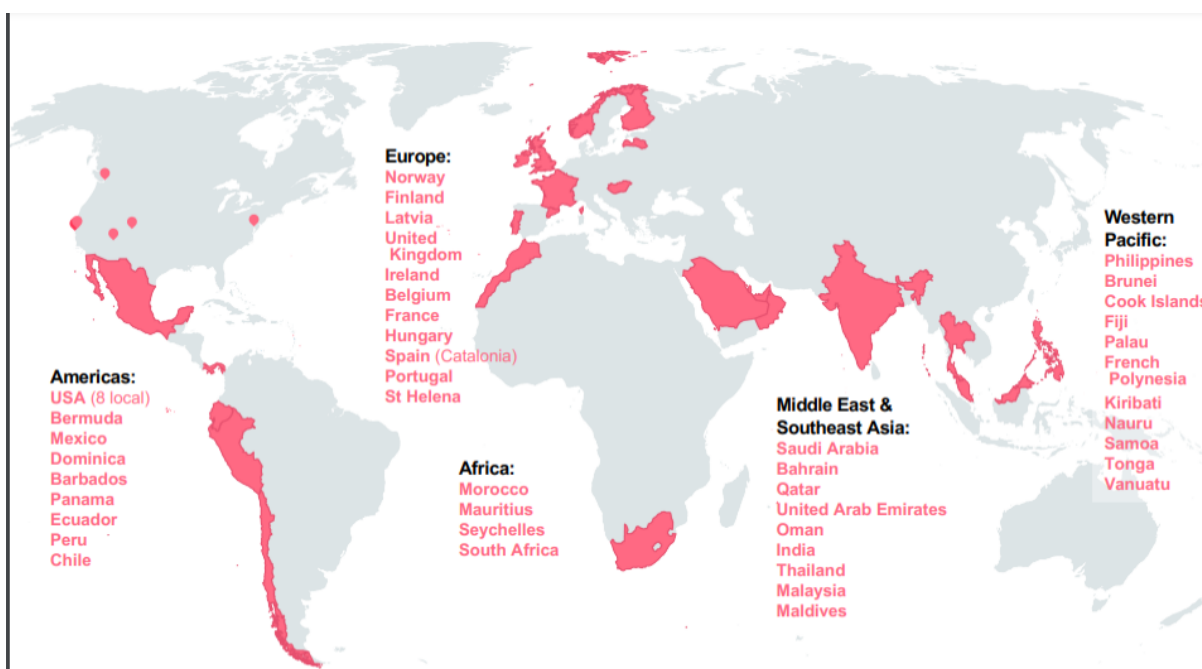 Americas:
USA (8 local)
Bermuda
Mexico
Dominica
Barbados
Panama
Ecuador
Peru
Chile
Europe:
Norway
Finland
Latvia
United
Kingdom
Ireland
Belgium
France
Hungary
Spain (Catalonia)
Portugal
St Helena
Africa:
Morocco
Mauritius
Seychelles
South Africa
Middle East &
Southeast Asia:
Saudi Arabia
Bahrain
Qatar
United Arab Emirates
Oman
India
Thailand
Malaysia
Maldives
Western
Pacific:
Philippines
Brunei
Cook Islands
Fiji
Palau
French
Polynesia
Kiribati
Nauru
Samoa
Tonga
Vanuatu